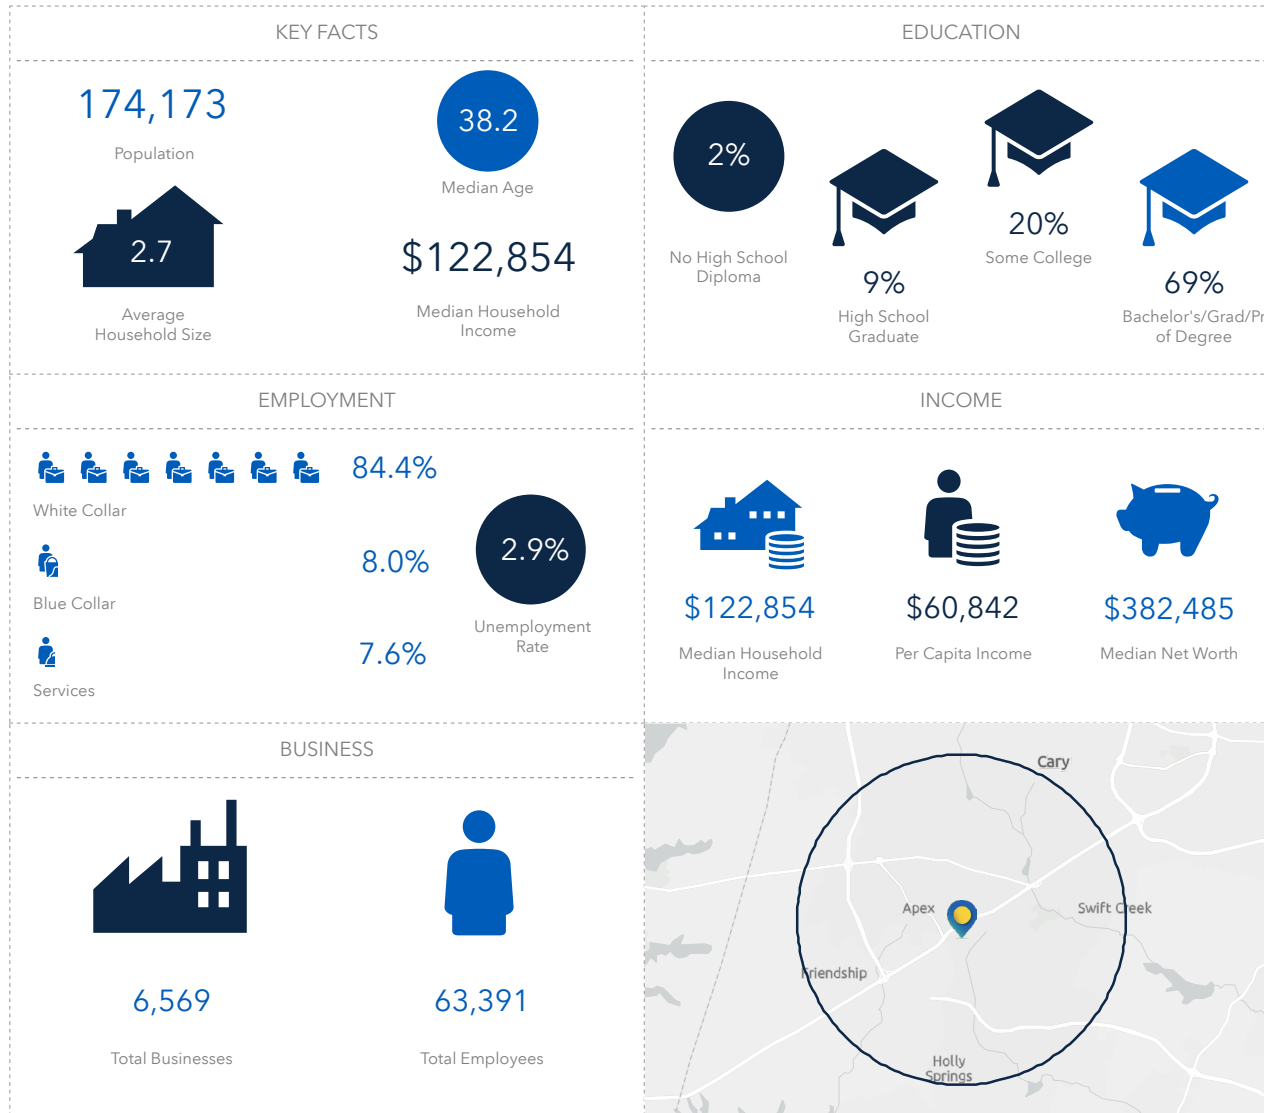 KEY FACTS
174,173
Population
38.2
Median Age
2.7
Average
Household Size
$122,854
Median Household
Income
EDUCATION
2%
No High School
Diploma
9%
High School
Graduate
20%
Some College
69%
Bachelor's/Grad/Pr
of Degree
EMPLOYMENT
84.4%
White Collar
8.0%
Blue Collar
7.6%
Services
2.9%
Unemployment
Rate
INCOME
$122,854
Median Household
Income
$60,842
Per Capita Income
$382,485
Median Net Worth
BUSINESS
6,569
Total Businesses
63,391
Total Employees
Cary
Apex
Swift Creek
Friendship
Holly
Springs